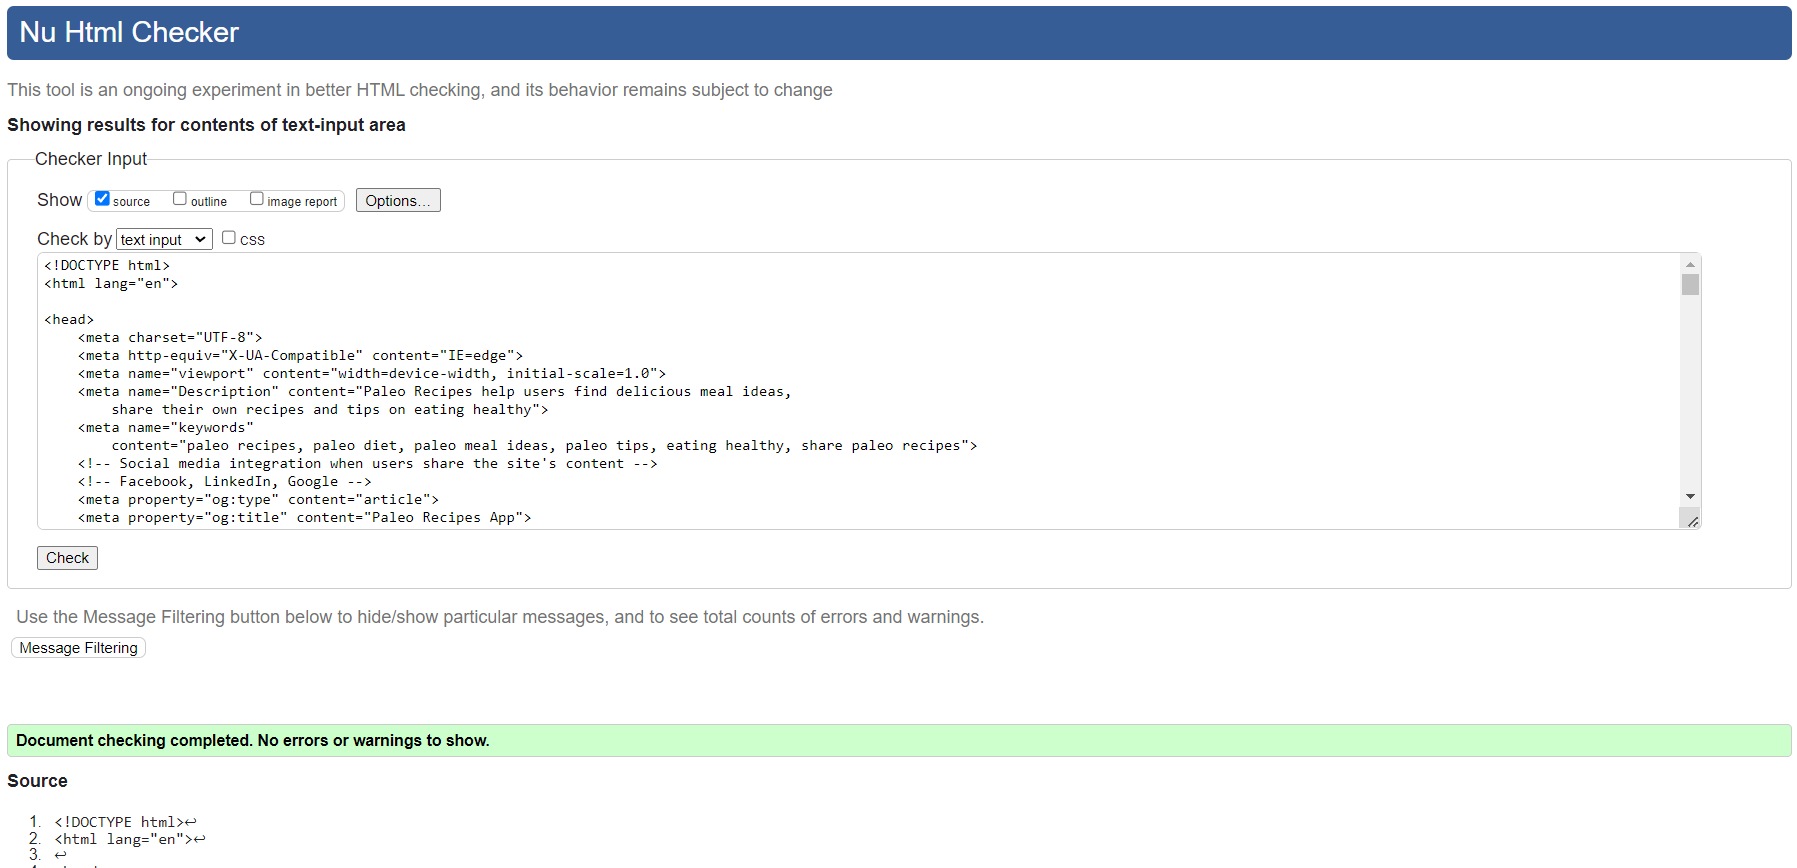 Nu Html Checker
This tool is an ongoing experiment in better HTML checking, and its behavior remains subject to change
Showing results for contents of text-input area
Checker Input
Show source outline image report Options...
Check by text input css
<!DOCTYPE html>
<html lang="en">
<head>
<meta charset="UTF-8">
<meta http-equiv="X-UA-Compatible" content="IE=edge">
<meta name="viewport" content="width=device-width, initial-scale=1.0">
<meta name="Description" content="Paleo Recipes help users find delicious meal ideas,
share their own recipes and tips on eating healthy">
<meta name="keywords"
content="paleo recipes, paleo diet, paleo meal ideas, paleo tips, eating healthy, share paleo recipes">
<!-- Social media integration when users share the site's content -->
<!-- Facebook, LinkedIn, Google -->
<meta property="og:type" content="article">
<meta property="og:title" content="Paleo Recipes App">
Check
Use the Message Filtering button below to hide/show particular messages, and to see total counts of errors and warnings.
Message Filtering
Document checking completed. No errors or warnings to show.
Source
1. <!DOCTYPE html>↩
2. <html lang="en">↩
3. ↩